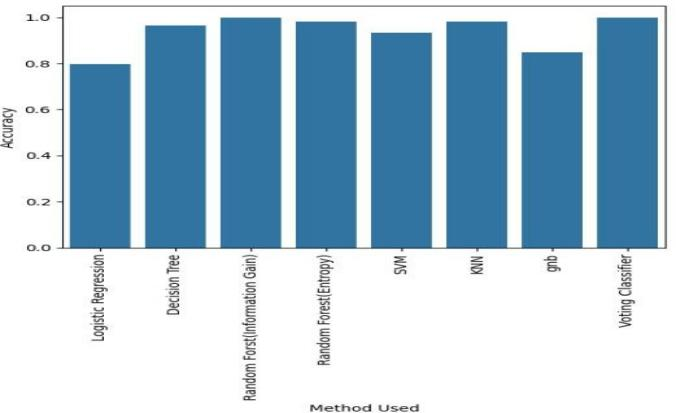 Accuracy
1.0
0.8
0.6
0.4
0.2
0.0
Logistic Regression
Decision Tree
Random Forst(Information Gain)
Random Forest(Entropy)
SVM
KNN
gnb
Voting Classifier
Method Used